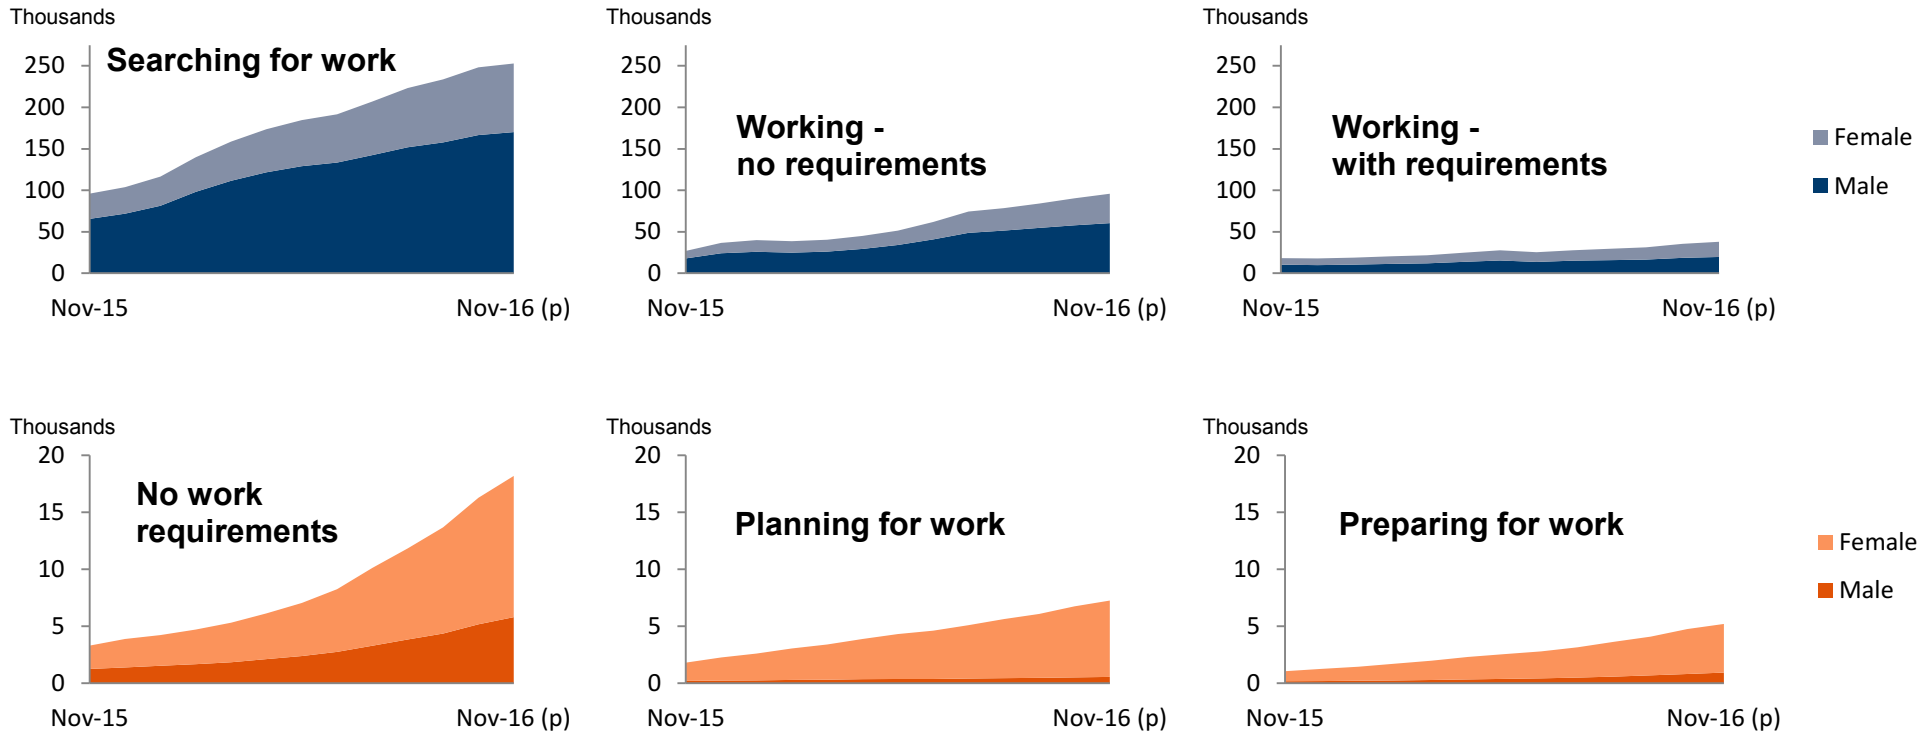 Thousands
Thousands
Thousands
Searching for work
250
200
150
100
50
0
Nov-15
Nov-16 (p)
Working -
no requirements
250
200
150
100
50
0
Nov-15
Nov-16 (p)
Working -
with requirements
250
200
150
100
50
0
Nov-15
Nov-16 (p)
Female
Male
Thousands
Thousands
Thousands
No work
requirements
20
15
10
5
0
Nov-15
Nov-16 (p)
Planning for work
20
15
10
5
0
Nov-15
Nov-16 (p)
Preparing for work
20
15
10
5
0
Nov-15
Nov-16 (p)
Female
Male